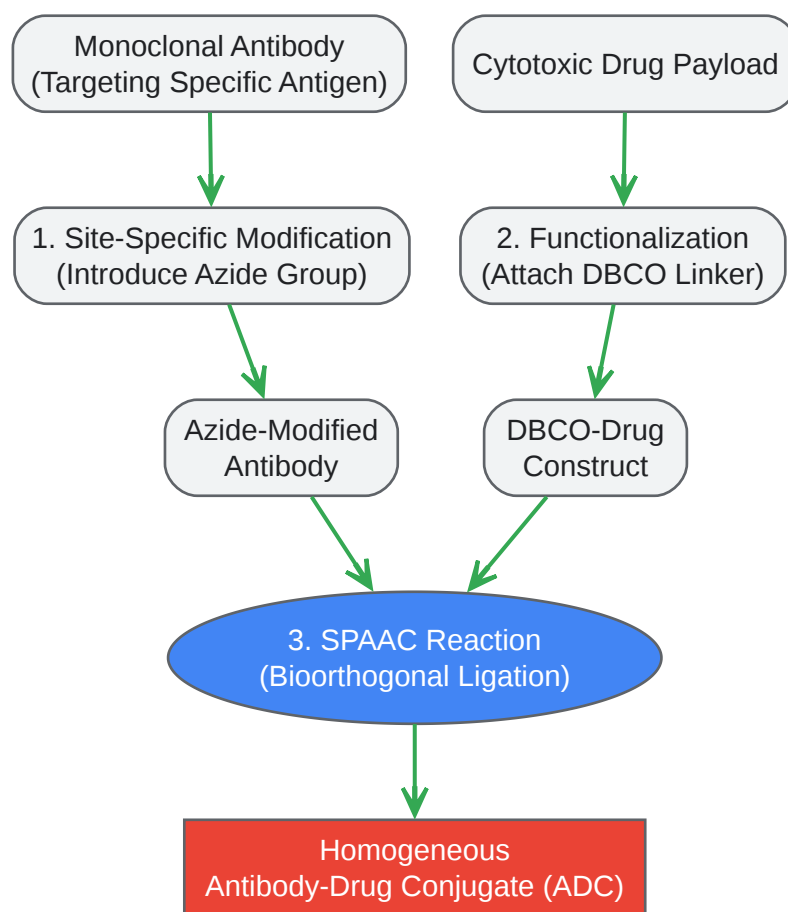 Monoclonal Antibody
(Targeting Specific Antigen)
Cytotoxic Drug Payload
1. Site-Specific Modification
(Introduce Azide Group)
2. Functionalization
(Attach DBCO Linker)
Azide-Modified
Antibody
DBCO-Drug
Construct
3. SPAAC Reaction
(Bioorthogonal Ligation)
Homogeneous
Antibody-Drug Conjugate (ADC)